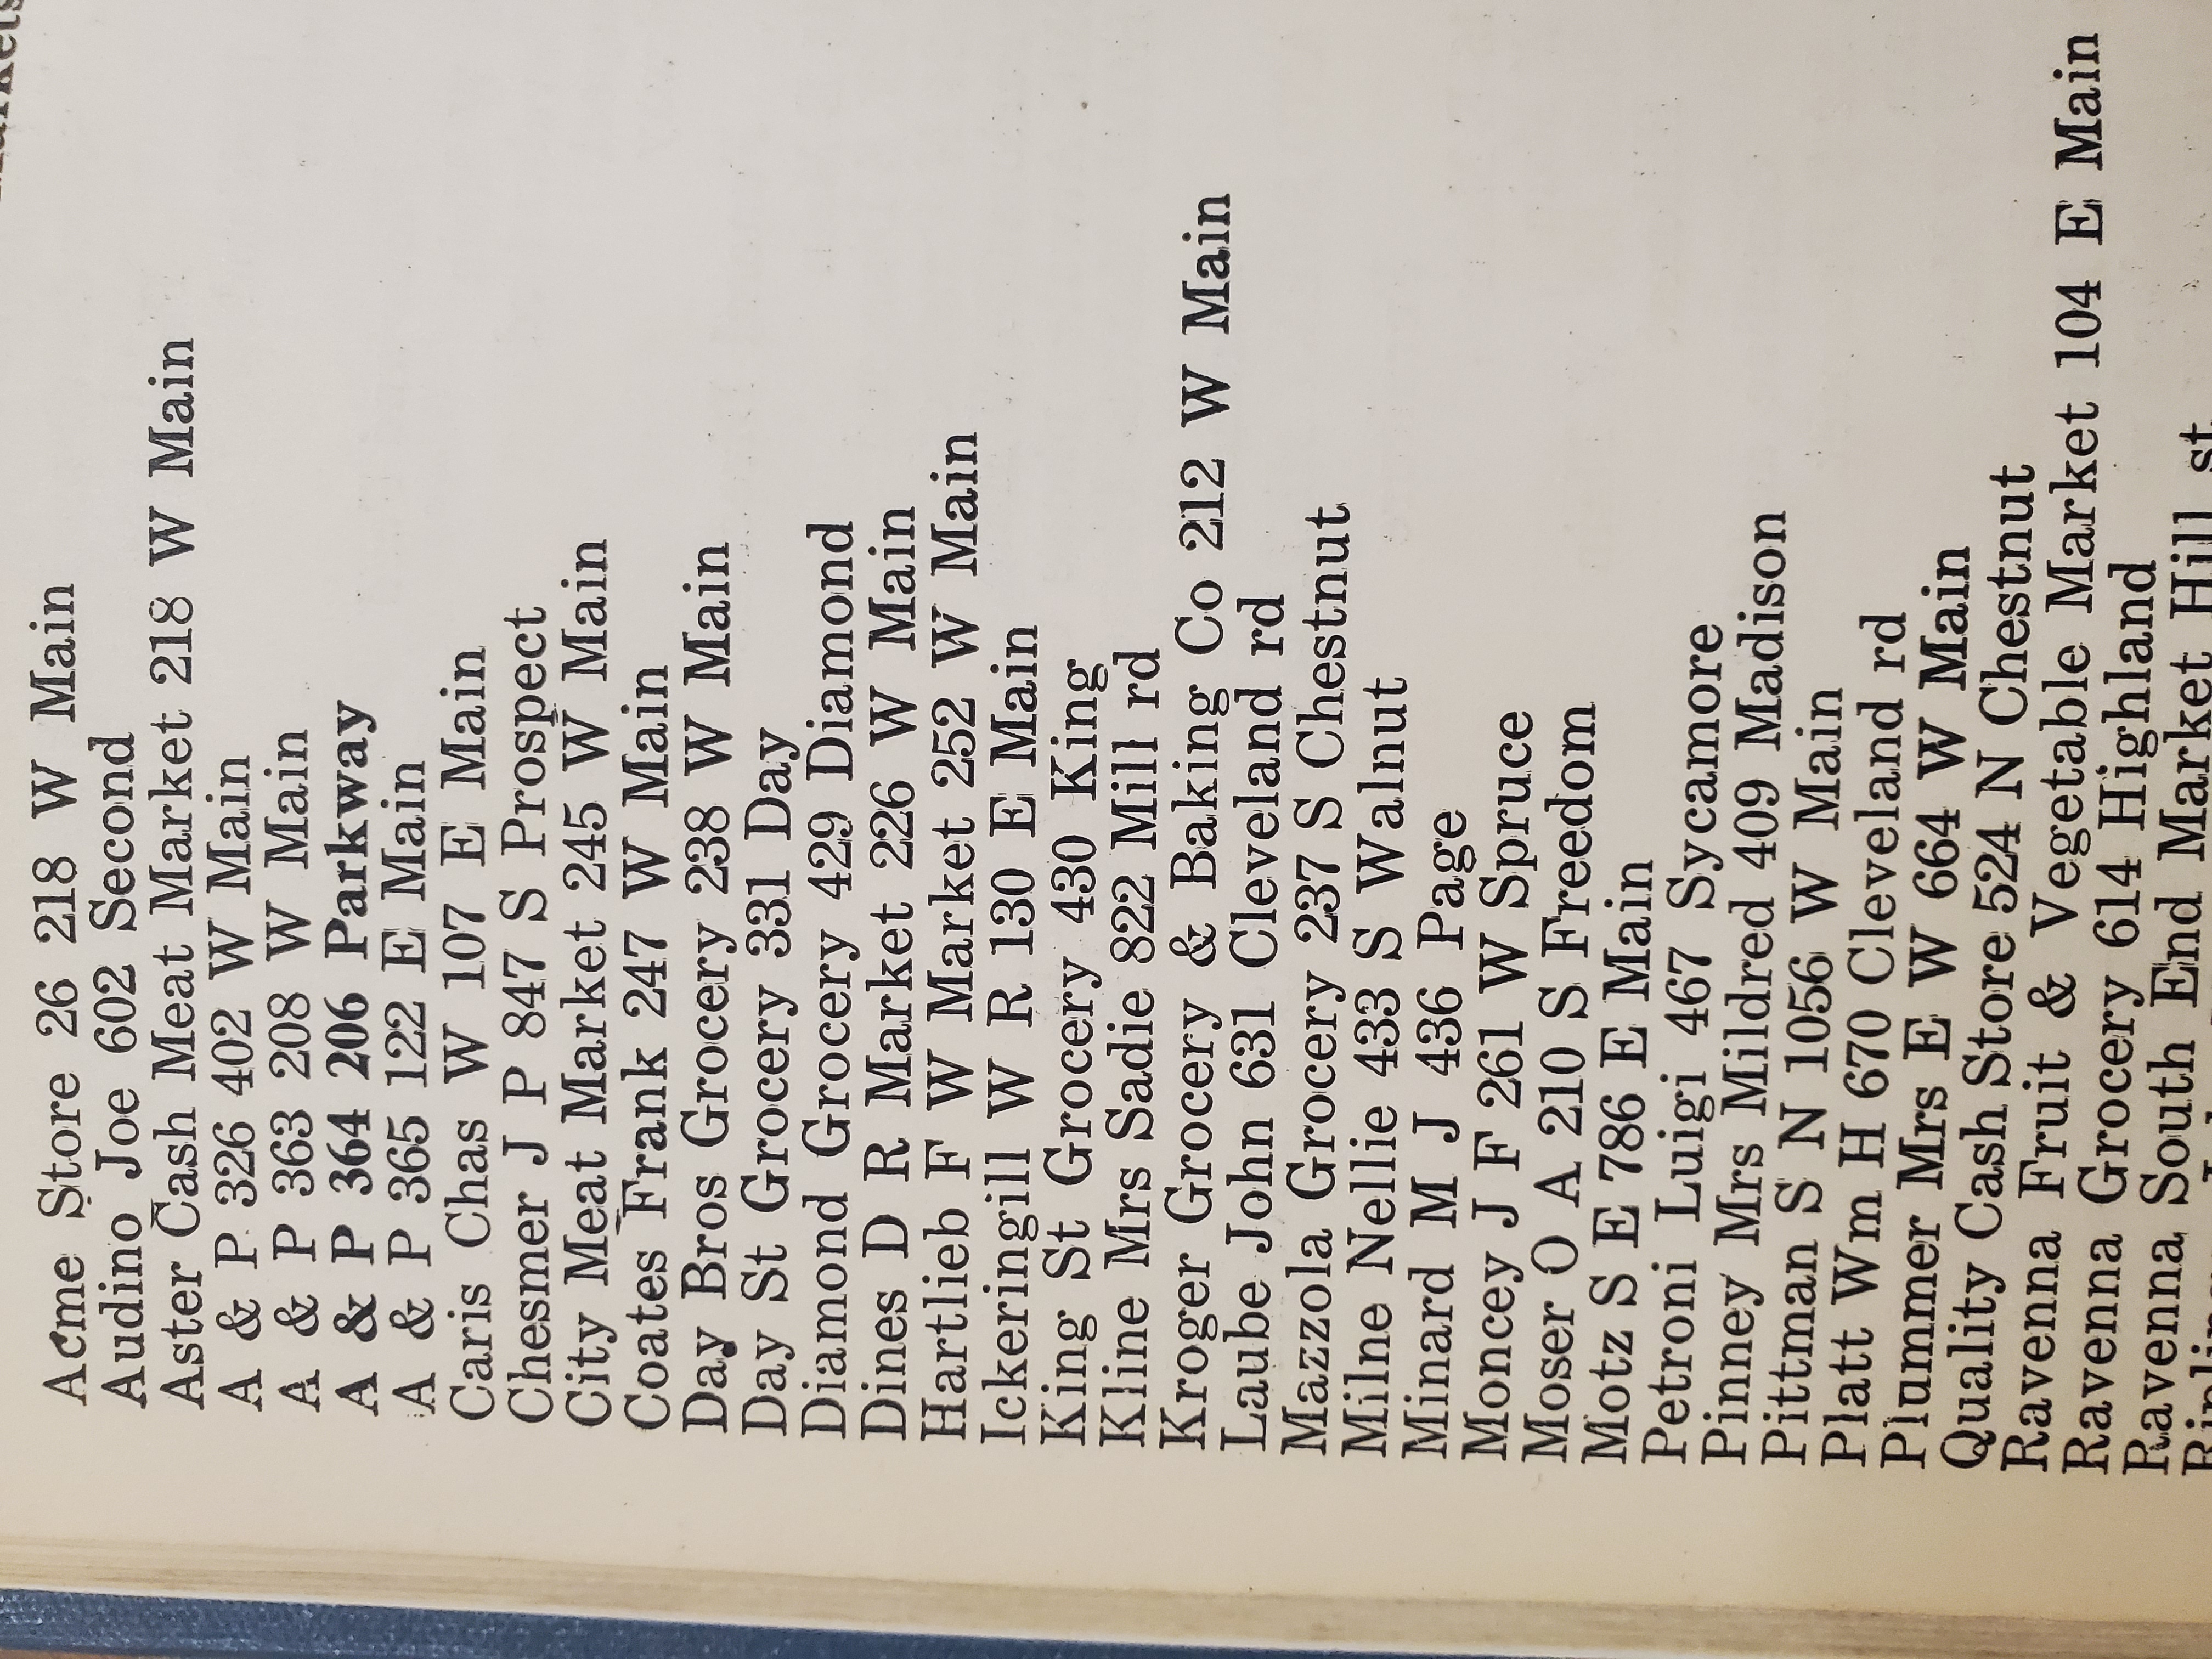 Markets
Acme Store 26 218 W Main
Audino Joe 602 Second
Aster Cash Meat Market 218 W Main
A & P 326 402 W Main
A & P 363 208 W Main
A & P 364 206 Parkway
A & P 365 122 E Main
Caris Chas W 107 E Main
Chesmer J P 847 S Prospect
City Meat Market 245 W Main
Coates Frank 247 W Main
Day Bros Grocery 238 W Main
Day St Grocery 331 Day
Diamond Grocery 429 Diamond
Dines D R Market 226 W Main
Hartlieb F W Market 252 W Main
Ickeringill W R 130 E Main
King St Grocery 430 King
Kline Mrs Sadie 822 Mill rd
Kroger Grocery & Baking Co 212 W Main
Laube John 631 Cleveland rd
Mazzola Grocery 237 S Chestnut
Milne Nellie 433 S Walnut
Minard M J 436 Page
Moncey J F 261 W Spruce
Moser O A 210 S Freedom
Motz S E 786 E Main
Petroni Luigi 467 Sycamore
Pinney Mrs Mildred 409 Madison
Pittman S N 1056 W Main
Platt Wm H 670 Cleveland rd
Plummer Mrs E W 664 W Main
Quality Cash Store 524 N Chestnut
Ravenna Fruit & Vegetable Market 104 E Main
Ravenna Grocery 614 Highland
Ravenna South End Market Hill st